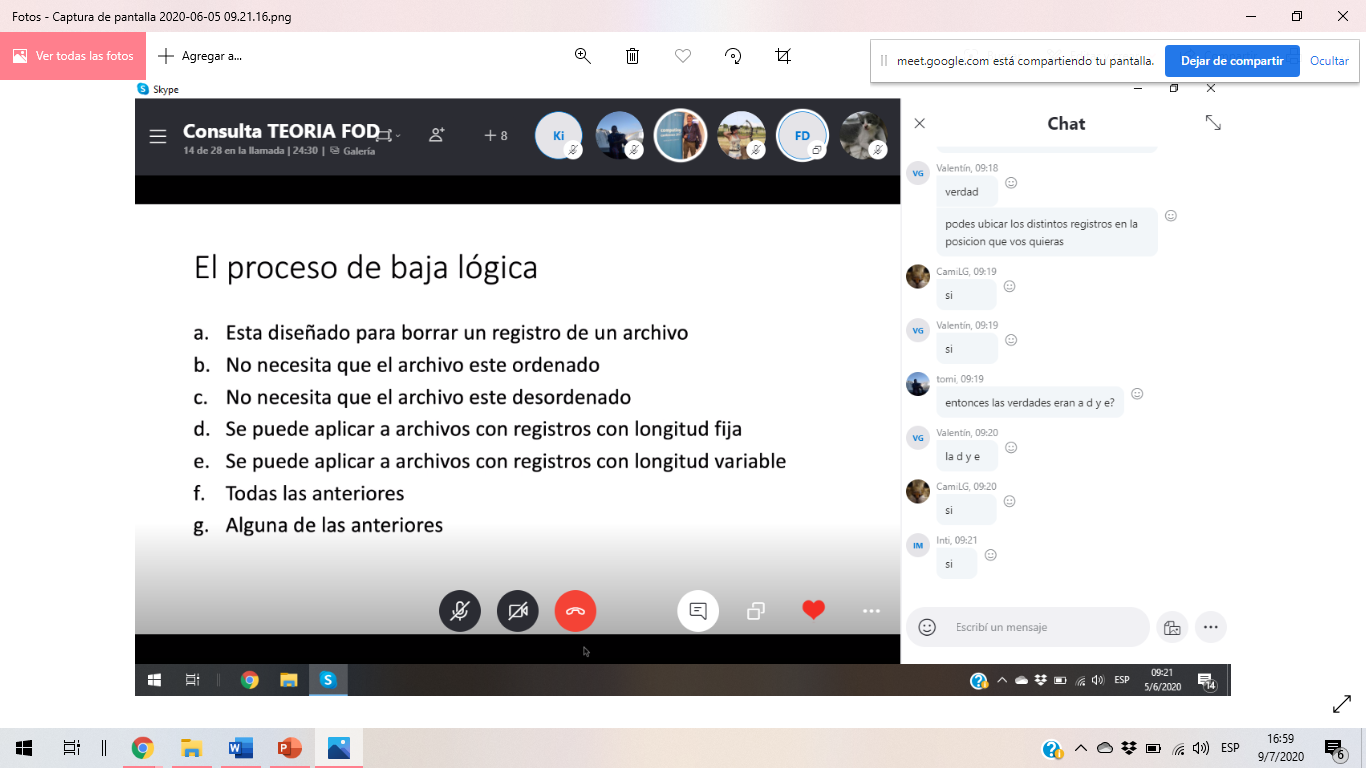 Fotos - Captura de pantalla 2020-06-05 09.21.16.png
Ver todas las fotos
Agregar a...
meet.google.com está compartiendo tu pantalla.
Dejar de compartir
Ocultar
Skype
Consulta TEORIA FOD
14 de 28 en la llamada | 24:30 | Galería
+ 8
Ki
FD
Chat
El proceso de baja lógica
a. Esta diseñado para borrar un registro de un archivo
b. No necesita que el archivo este ordenado
c. No necesita que el archivo este desordenado
d. Se puede aplicar a archivos con registros con longitud fija
e. Se puede aplicar a archivos con registros con longitud variable
f. Todas las anteriores
g. Alguna de las anteriores
VG
Valentín, 09:18
verdad
podes ubicar los distintos registros en la
posicion que vos quieras
CamiLG, 09:19
si
VG
Valentín, 09:19
si
tomi, 09:19
entonces las verdades eran a d y e?
VG
Valentín, 09:20
la d y e
CamiLG, 09:20
si
IM
Inti, 09:21
si
Escribí un mensaje
ESP
09:21
5/6/2020
14
ESP
16:59
9/7/2020
6